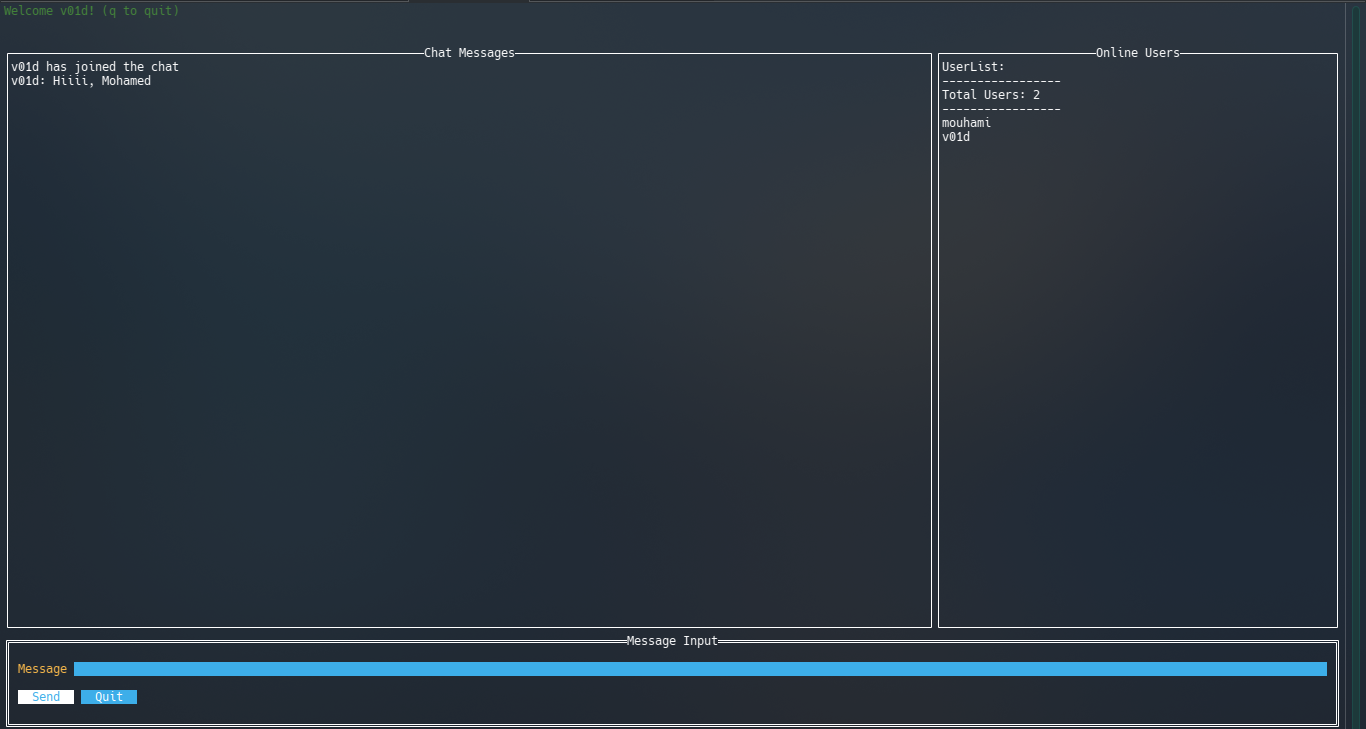 Welcome v01d! (q to quit)
Chat Messages
v01d has joined the chat
v01d: Hiiii, Mohamed
Online Users
UserList:
-----------------
Total Users: 2
-----------------
mouhami
v01d
Message Input
Message
Send
Quit